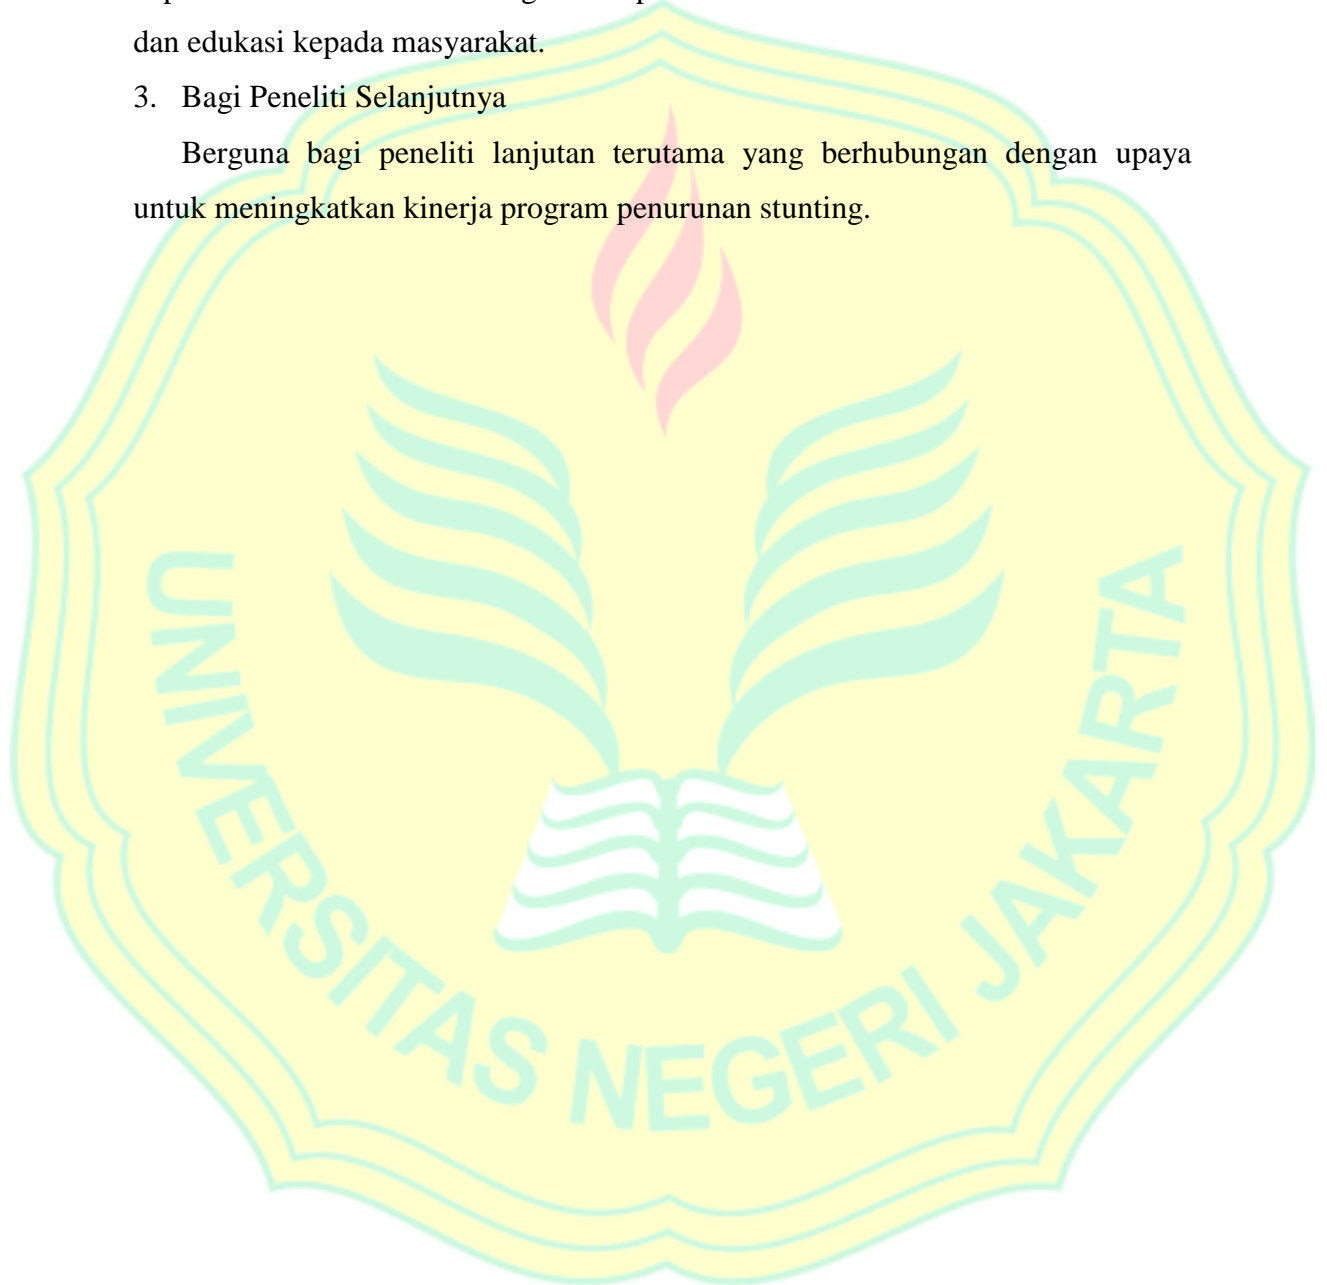 dan edukasi kepada masyarakat.
3. Bagi Peneliti Selanjutnya
Berguna bagi peneliti lanjutan terutama yang berhubungan dengan upaya
untuk meningkatkan kinerja program penurunan stunting.
UNIVERSITAS NEGERI JAKARTA